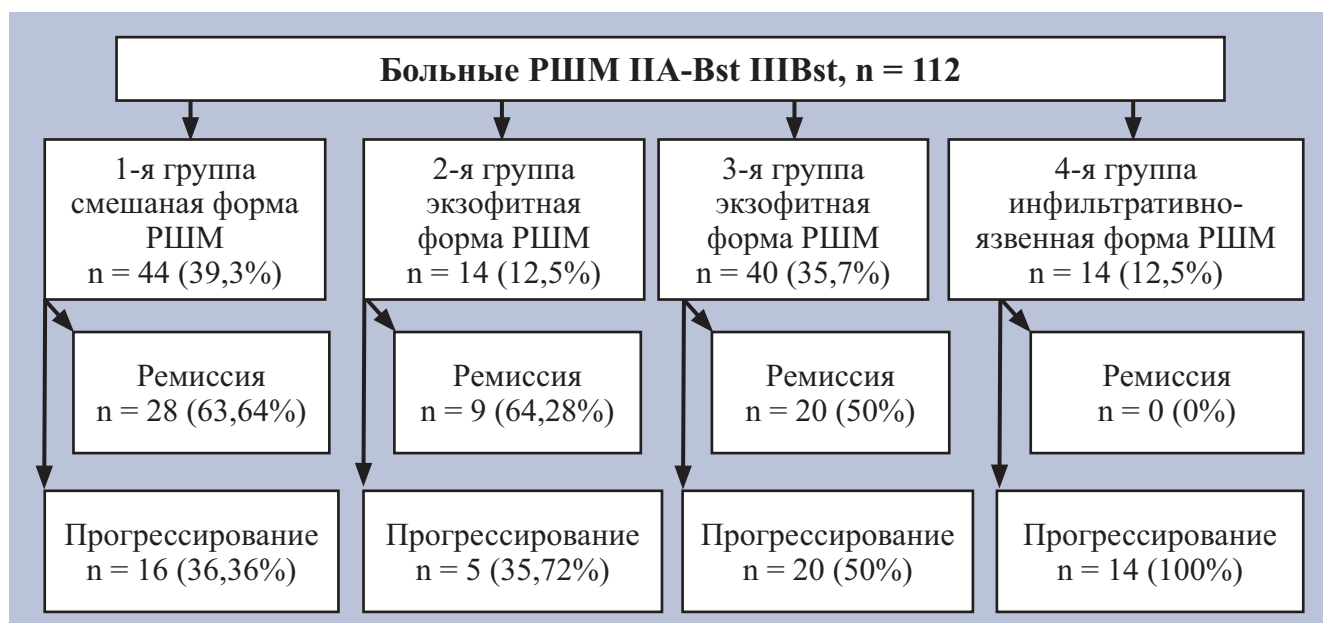 Больные РШМ IIA-Bst IIIBst, n = 112
1-я группа
смешаная форма
РШМ
n = 44 (39,3%)
2-я группа
экзофитная
форма РШМ
n = 14 (12,5%)
3-я группа
экзофитная
форма РШМ
n = 40 (35,7%)
4-я группа
инфильтративно-
язвенная форма РШМ
n = 14 (12,5%)
Ремиссия
n = 28 (63,64%)
Ремиссия
n = 9 (64,28%)
Ремиссия
n = 20 (50%)
Ремиссия
n = 0 (0%)
Прогрессирование
n = 16 (36,36%)
Прогрессирование
n = 5 (35,72%)
Прогрессирование
n = 20 (50%)
Прогрессирование
n = 14 (100%)